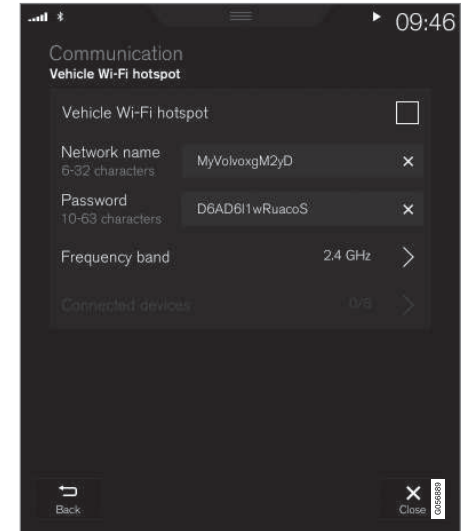 09:46
Communication
Vehicle Wi-Fi hotspot
Vehicle Wi-Fi hotspot
Network name
6-32 characters
MyVolvoxgM2yD
Password
10-63 characters
D6AD6I1wRuacoS
Frequency band
2.4 GHz
Connected devices
0/8
Back
Close
G056889